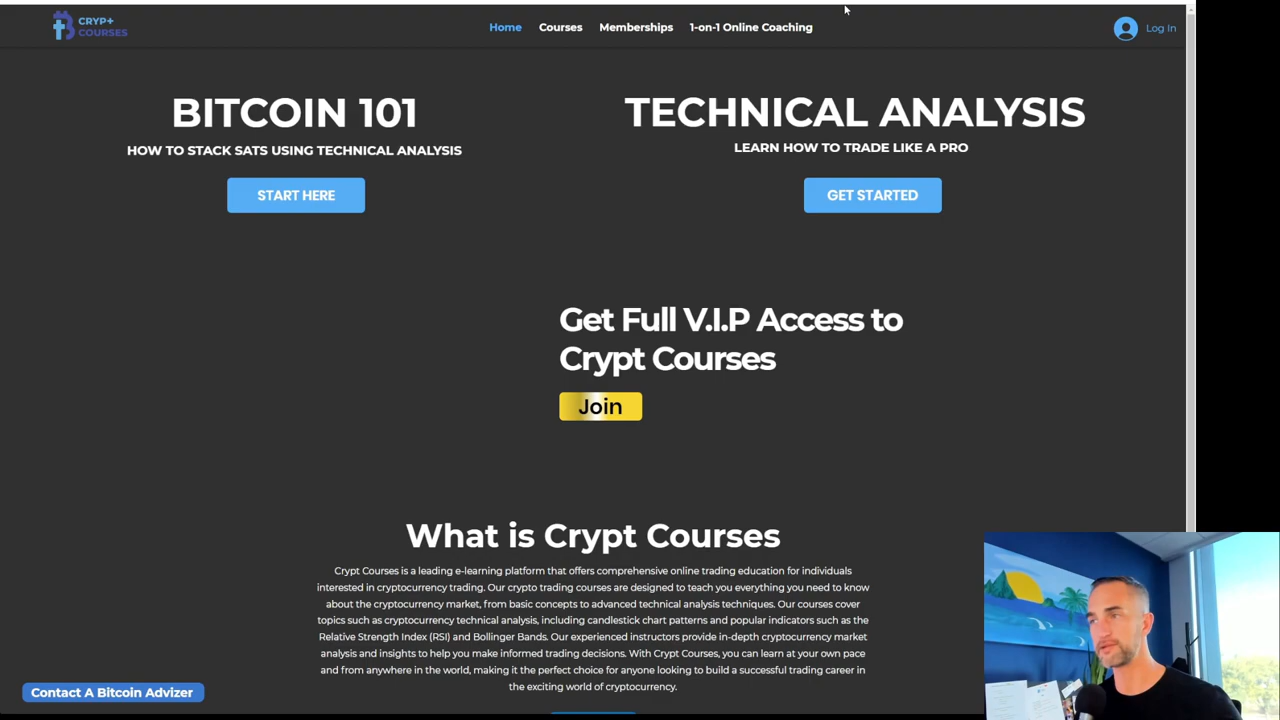 CRYP+
COURSES
Home
Courses
Memberships
1-on-1 Online Coaching
Log In
BITCOIN 101
HOW TO STACK SATS USING TECHNICAL ANALYSIS
START HERE
TECHNICAL ANALYSIS
LEARN HOW TO TRADE LIKE A PRO
GET STARTED
Get Full V.I.P Access to
Crypt Courses
Join
What is Crypt Courses
Crypt Courses is a leading e-learning platform that offers comprehensive online trading education for individuals
interested in cryptocurrency trading. Our crypto trading courses are designed to teach you everything you need to know
about the cryptocurrency market, from basic concepts to advanced technical analysis techniques. Our courses cover
topics such as cryptocurrency technical analysis, including candlestick chart patterns and popular indicators such as the
Relative Strength Index (RSI) and Bollinger Bands. Our experienced instructors provide in-depth cryptocurrency market
analysis and insights to help you make informed trading decisions. With Crypt Courses, you can learn at your own pace
and from anywhere in the world, making it the perfect choice for anyone looking to build a successful trading career in
the exciting world of cryptocurrency.
Contact A Bitcoin Advizer